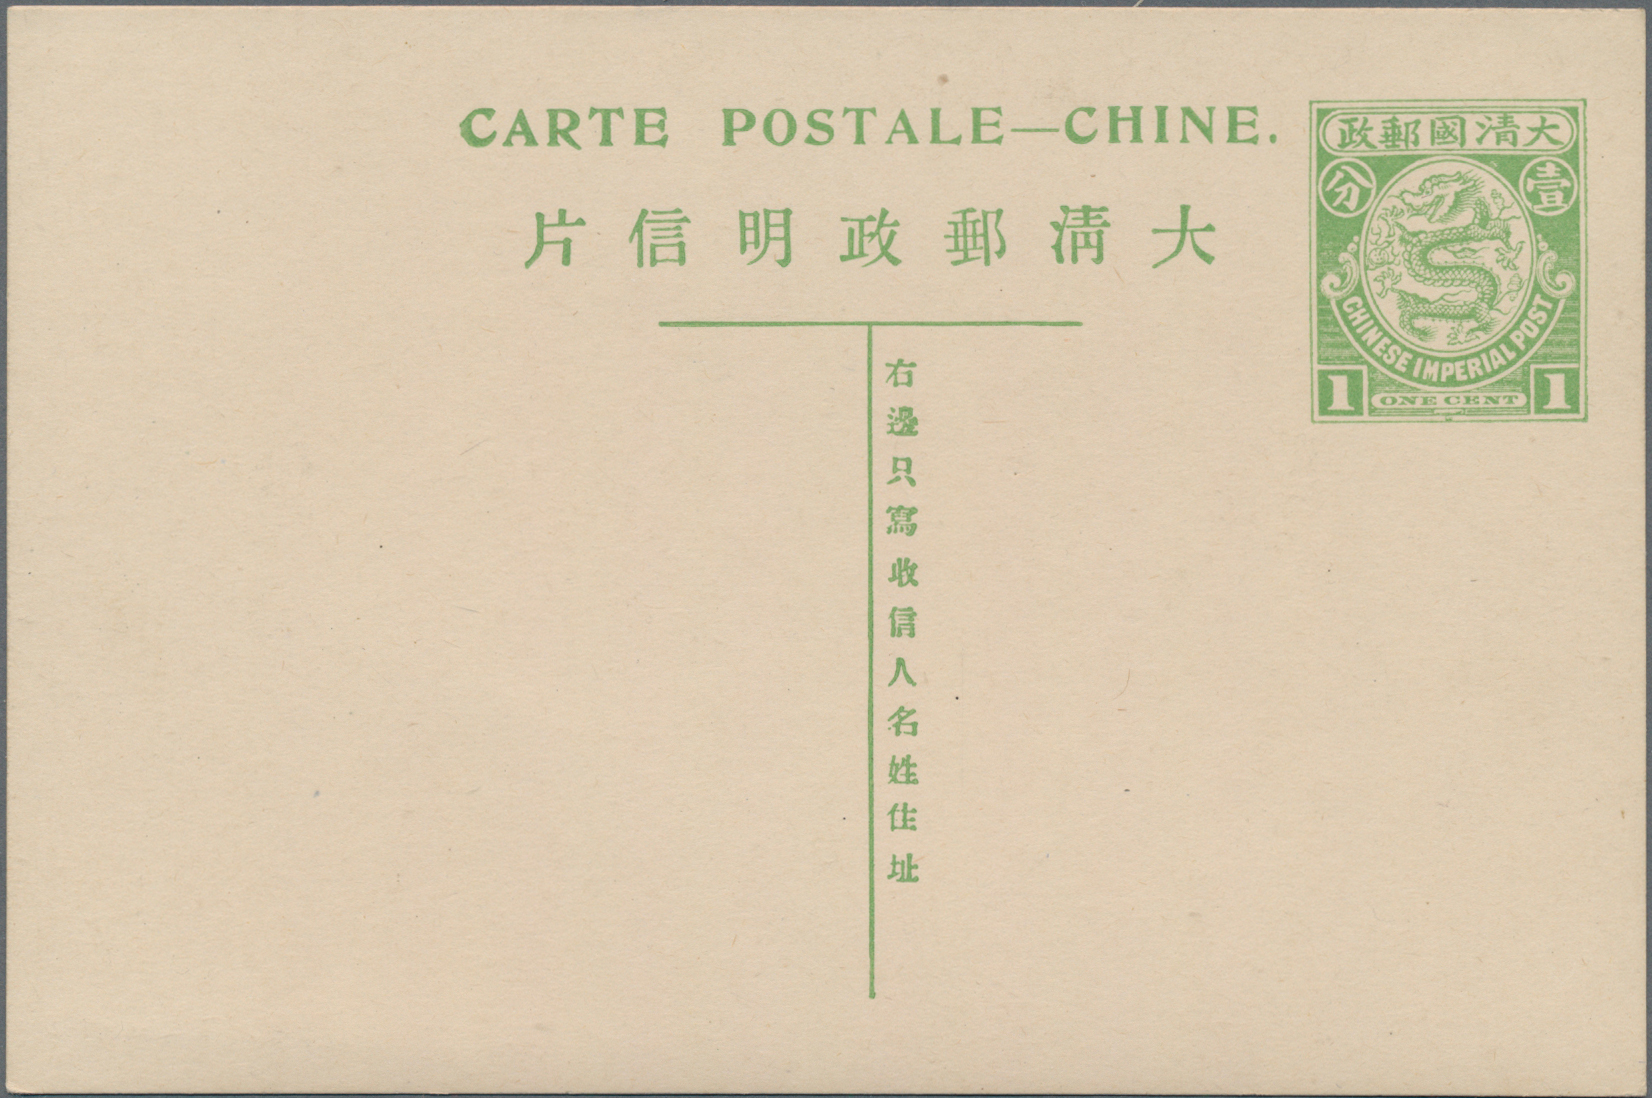 CARTE POSTALE—CHINE.
大清郵政明信片
右邊只寫收信人名姓住址
大清國郵政
壹
分
CHINESE IMPERIAL POST
1
ONE CENT
1